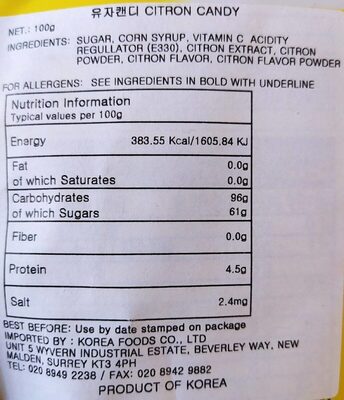 유자캔디 CITRON CANDY
NET.: 100g
INGREDIENTS: SUGAR, CORN SYRUP, VITAMIN C ACIDITY
REGULLATOR (E330), CITRON EXTRACT, CITRON
POWDER, CITRON FLAVOR, CITRON FLAVOR POWDER
FOR ALLERGENS: SEE INGREDIENTS IN BOLD WITH UNDERLINE
Nutrition Information
Typical values per 100g
Energy 383.55 Kcal/1605.84 KJ
Fat 0.0g
of which Saturates 0.0g
Carbohydrates 96g
of which Sugars 61g
Fiber 0.0g
Protein 4.5g
Salt 2.4mg
BEST BEFORE: Use by date stamped on package
IMPORTED BY : KOREA FOODS CO., LTD
UNIT 5 WYVERN INDUSTRIAL ESTATE, BEVERLEY WAY, NEW
MALDEN, SURREY KT3 4PH
TEL: 020 8949 2238 / FAX: 020 8942 9882
PRODUCT OF KOREA